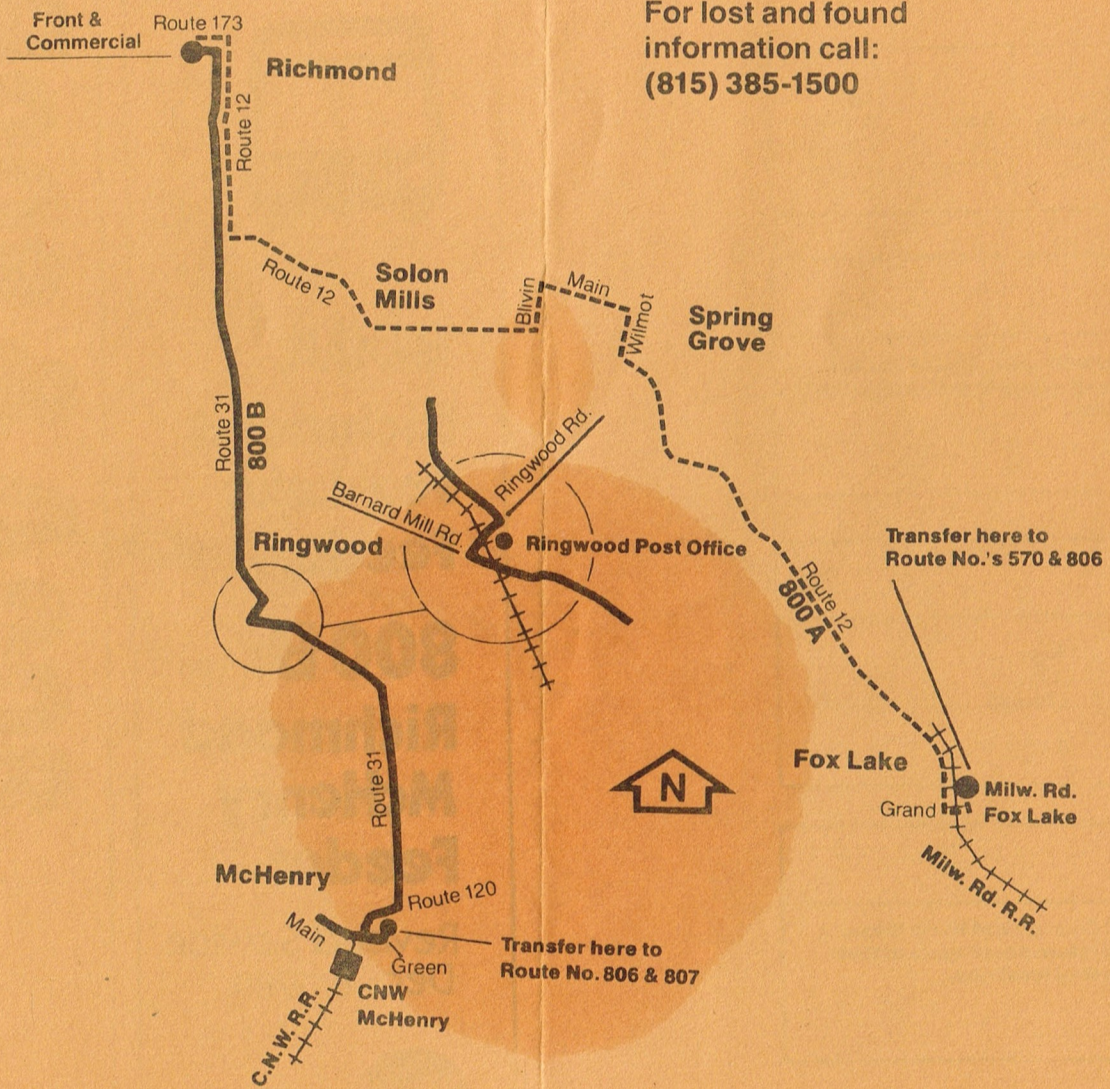 Front &
Commercial
Route 173
For lost and found
information call:
(815) 385-1500
Richmond
Route 12
Route 12
Solon
Mills
Blivin
Main
Wilmot
Spring
Grove
Route 31
800 B
Ringwood Rd.
Barnard Mill Rd.
Ringwood
Ringwood Post Office
Transfer here to
Route No.'s 570 & 806
Route 12
800 A
Fox Lake
Milw. Rd.
Fox Lake
Grand
Milw. Rd. R.R.
N
Route 31
McHenry
Route 120
Main
Green
Transfer here to
Route No. 806 & 807
CNW
McHenry
C.N.W. R.R.